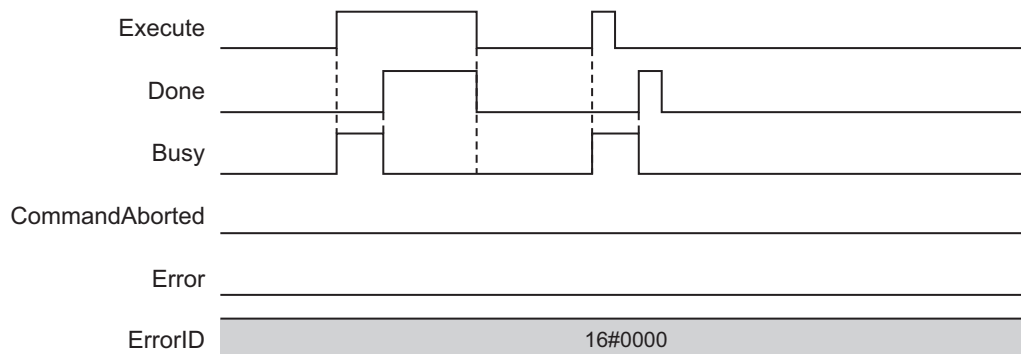 Execute
Done
Busy
CommandAborted
Error
ErrorID
16#0000